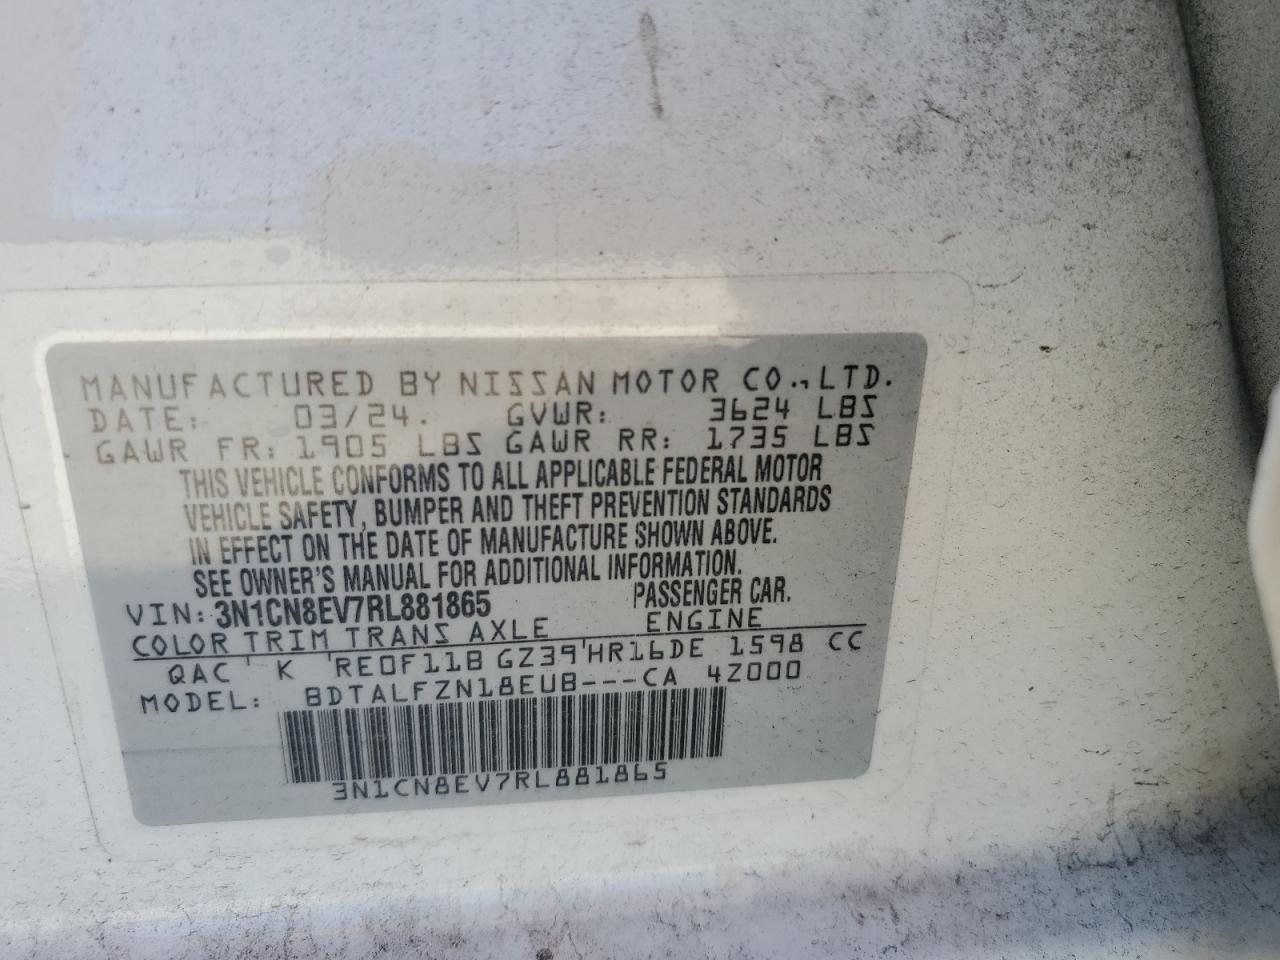 MANUFACTURED BY NISSAN MOTOR CO., LTD.
DATE: 03/24. GVWR: 3624 LBS
GAWR FR: 1905 LBS GAWR RR: 1735 LBS
THIS VEHICLE CONFORMS TO ALL APPLICABLE FEDERAL MOTOR
VEHICLE SAFETY, BUMPER AND THEFT PREVENTION STANDARDS
IN EFFECT ON THE DATE OF MANUFACTURE SHOWN ABOVE.
SEE OWNER'S MANUAL FOR ADDITIONAL INFORMATION.
VIN: 3N1CN8EV7RL881865 PASSENGER CAR.
COLOR TRIM TRANS AXLE ENGINE
QAC K RE0F11B GZ39 HR16DE 1598 CC
MODEL: BDTALFZN18EUB---CA 4Z000
3N1CN8EV7RL881865